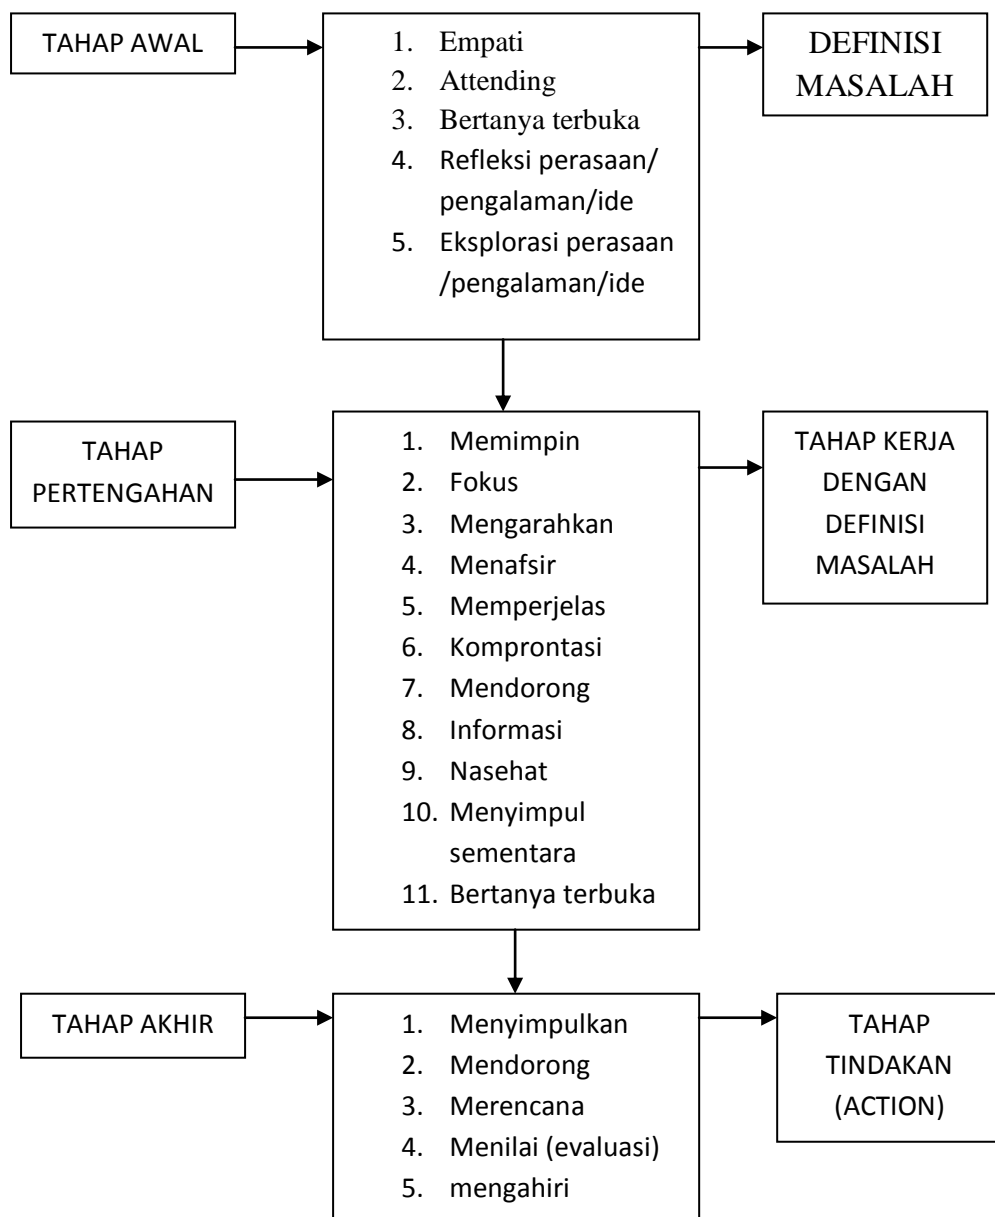 TAHAP AWAL
1. Empati
2. Attending
3. Bertanya terbuka
4. Refleksi perasaan/
pengalaman/ide
5. Eksplorasi perasaan
/pengalaman/ide
DEFINISI
MASALAH
TAHAP
PERTENGAHAN
1. Memimpin
2. Fokus
3. Mengarahkan
4. Menafsir
5. Memperjelas
6. Komprontasi
7. Mendorong
8. Informasi
9. Nasehat
10. Menyimpul
sementara
11. Bertanya terbuka
TAHAP KERJA
DENGAN
DEFINISI
MASALAH
TAHAP AKHIR
1. Menyimpulkan
2. Mendorong
3. Merencana
4. Menilai (evaluasi)
5. mengahiri
TAHAP
TINDAKAN
(ACTION)